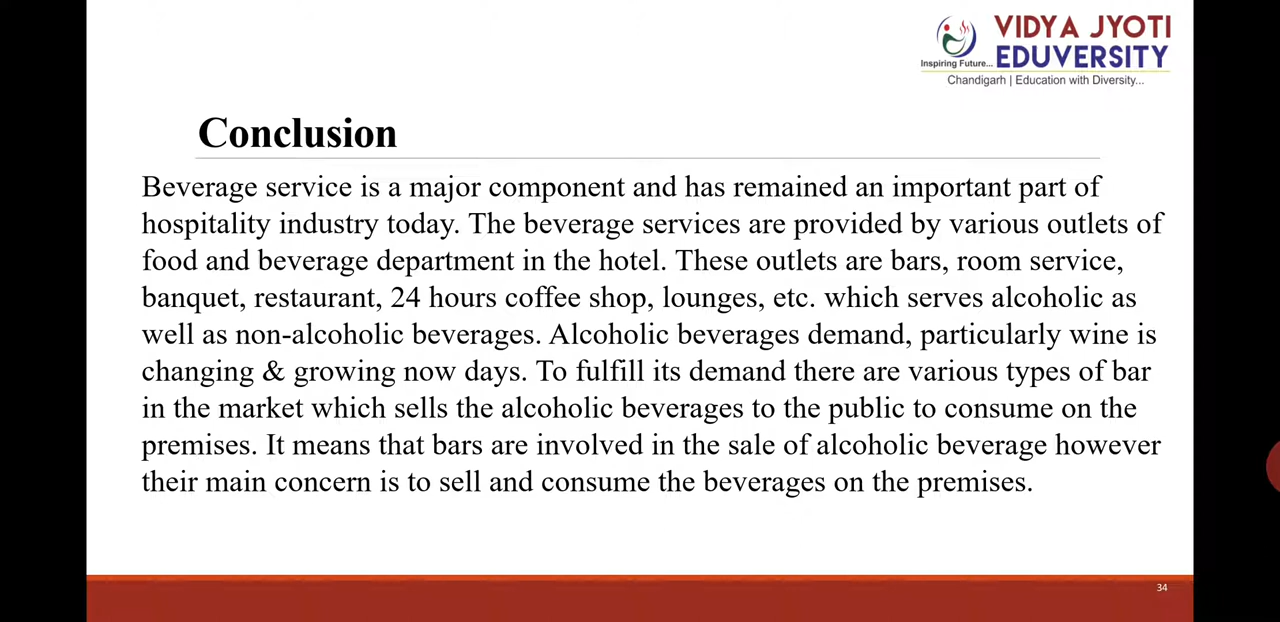 VIDYA JYOTI
EDUVERSITY
Inspiring Future...
Chandigarh | Education with Diversity...
Conclusion
Beverage service is a major component and has remained an important part of
hospitality industry today. The beverage services are provided by various outlets of
food and beverage department in the hotel. These outlets are bars, room service,
banquet, restaurant, 24 hours coffee shop, lounges, etc. which serves alcoholic as
well as non-alcoholic beverages. Alcoholic beverages demand, particularly wine is
changing & growing now days. To fulfill its demand there are various types of bar
in the market which sells the alcoholic beverages to the public to consume on the
premises. It means that bars are involved in the sale of alcoholic beverage however
their main concern is to sell and consume the beverages on the premises.
34